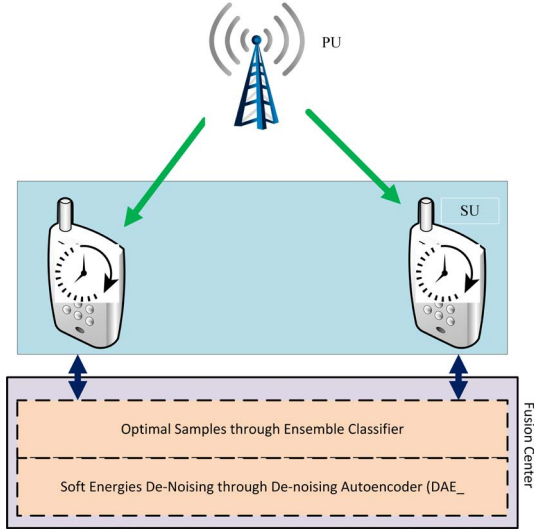 PU
SU
Optimal Samples through Ensemble Classifier
Soft Energies De-Noising through De-noising Autoencoder (DAE_
Fusion Center